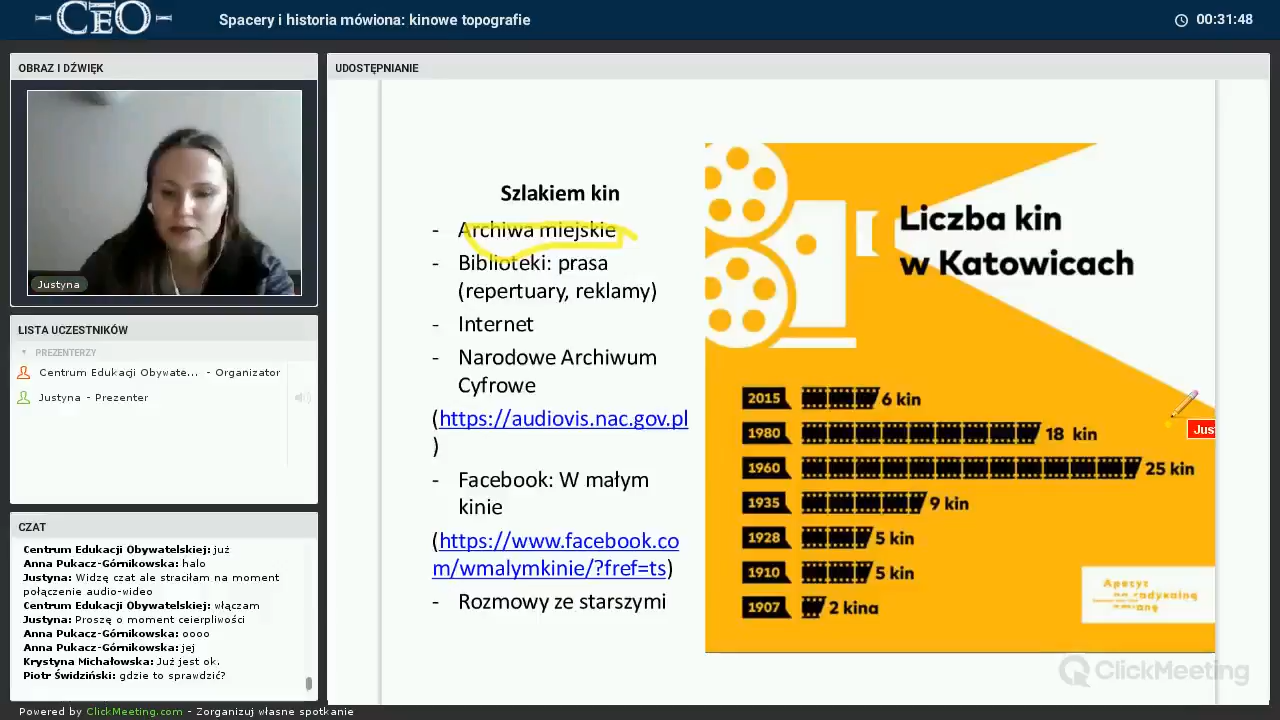 CEO
Spacery i historia mówiona: kinowe topografie
00:31:48
OBRAZ I DŹWIĘK
Justyna
LISTA UCZESTNIKÓW
PREZENTERZY
Centrum Edukacji Obywate... - Organizator
Justyna - Prezenter
CZAT
Centrum Edukacji Obywatelskiej: już
Anna Pukacz-Górnikowska: halo
Justyna: Widzę czat ale straciłam na moment
połączenie audio-wideo
Centrum Edukacji Obywatelskiej: włączam
Justyna: Proszę o moment ceierpliwości
Anna Pukacz-Górnikowska: oooo
Anna Pukacz-Górnikowska: jej
Krystyna Michałowska: Już jest ok.
Piotr Świdziński: gdzie to sprawdzić?
UDOSTĘPNIANIE
Szlakiem kin
- Archiwa miejskie
- Biblioteki: prasa
(repertuary, reklamy)
- Internet
- Narodowe Archiwum
Cyfrowe
(https://audiovis.nac.gov.pl
)
- Facebook: W małym
kinie
(https://www.facebook.co
m/wmalymkinie/?fref=ts)
- Rozmowy ze starszymi
Liczba kin
w Katowicach
2015 6 kin
1980 18 kin
1960 25 kin
1935 9 kin
1928 5 kin
1910 5 kin
1907 2 kina
Just
Apetyt
na radykalną
zmianę
ClickMeeting
Powered by ClickMeeting.com - Zorganizuj własne spotkanie